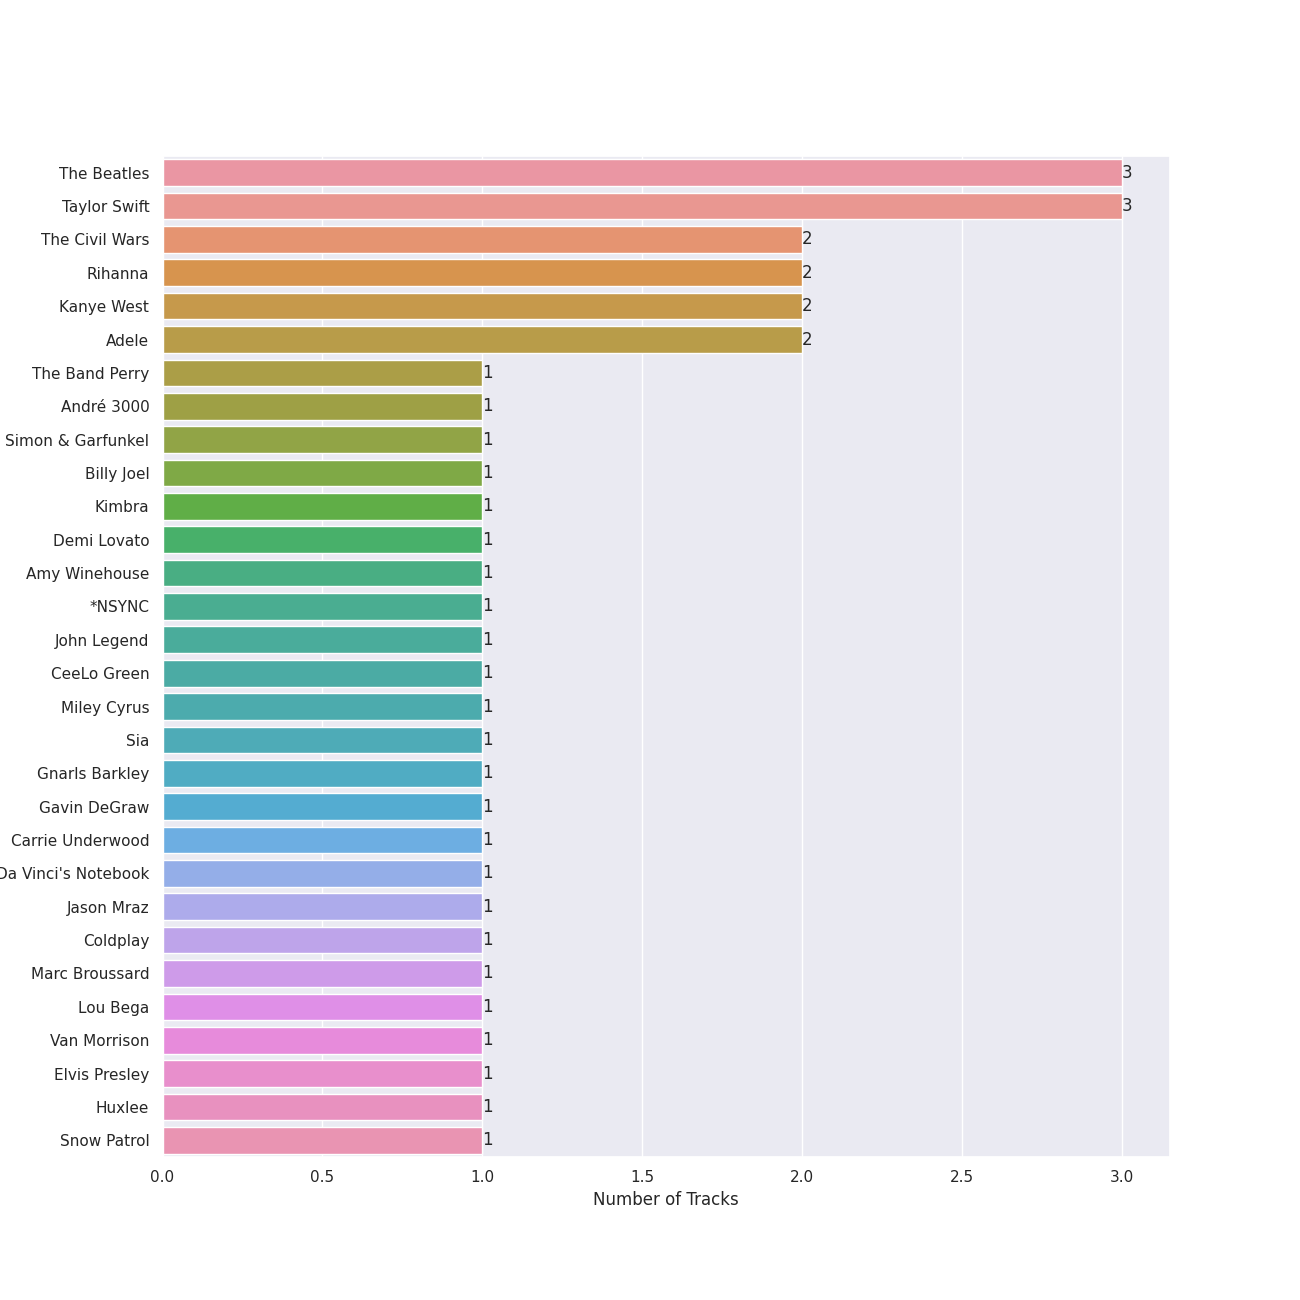 The Beatles 3
Taylor Swift 3
The Civil Wars 2
Rihanna 2
Kanye West 2
Adele 2
The Band Perry 1
André 3000 1
Simon & Garfunkel 1
Billy Joel 1
Kimbra 1
Demi Lovato 1
Amy Winehouse 1
*NSYNC 1
John Legend 1
CeeLo Green 1
Miley Cyrus 1
Sia 1
Gnarls Barkley 1
Gavin DeGraw 1
Carrie Underwood 1
Da Vinci's Notebook 1
Jason Mraz 1
Coldplay 1
Marc Broussard 1
Lou Bega 1
Van Morrison 1
Elvis Presley 1
Huxlee 1
Snow Patrol 1
0.0 0.5 1.0 1.5 2.0 2.5 3.0
Number of Tracks